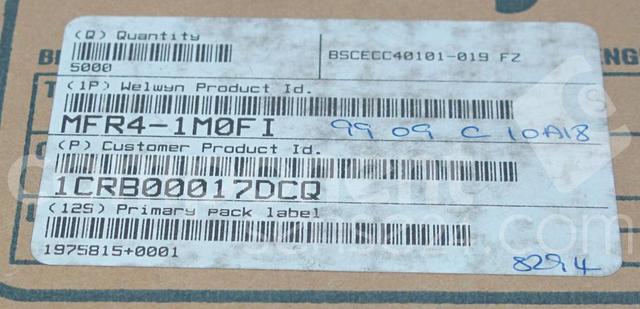 (Q) Quantity
5000
BSCECC40101-019 FZ
(1P) Welwyn Product Id.
MFR4-1M0FI
99 09 C 10A18
(P) Customer Product Id.
1CRB00017DCQ
(12S) Primary pack label
1975815+0001
8294